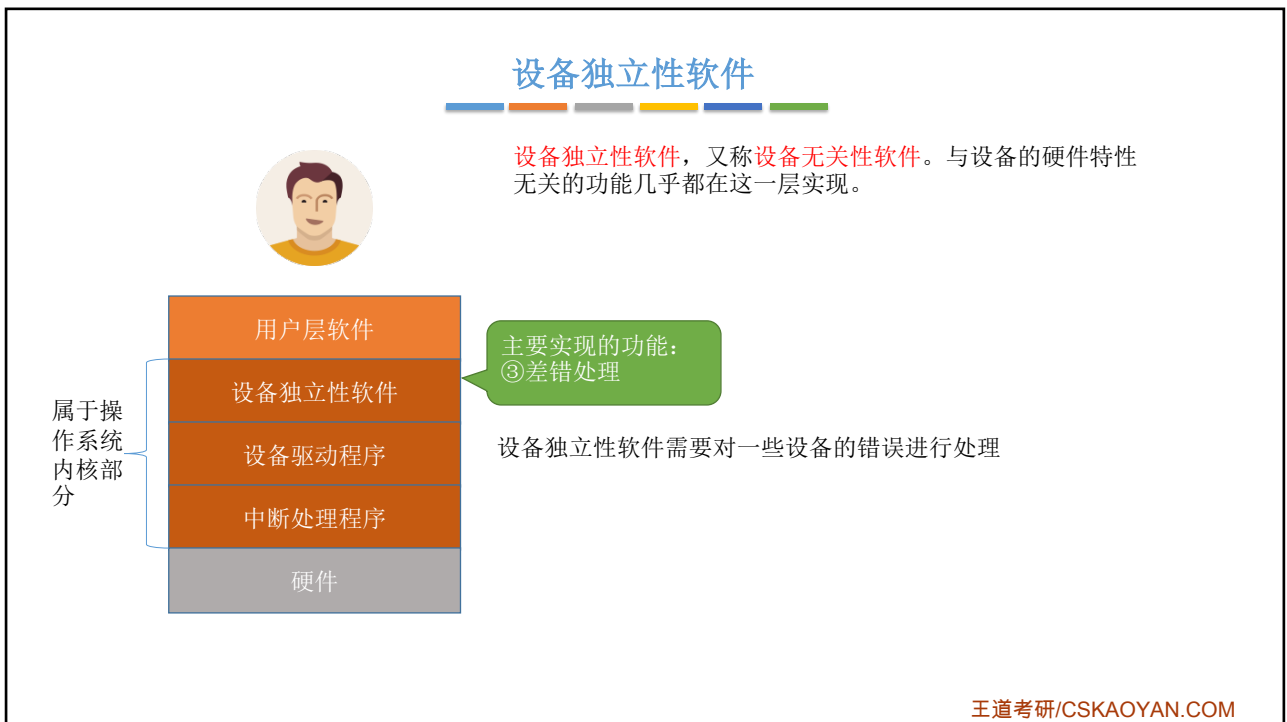 设备独立性软件
设备独立性软件，又称设备无关性软件。与设备的硬件特性
无关的功能几乎都在这一层实现。
用户层软件
主要实现的功能：
③差错处理
设备独立性软件
属于操
作系统
内核部
分
设备驱动程序
设备独立性软件需要对一些设备的错误进行处理
中断处理程序
硬件
王道考研/CSKAOYAN.COM